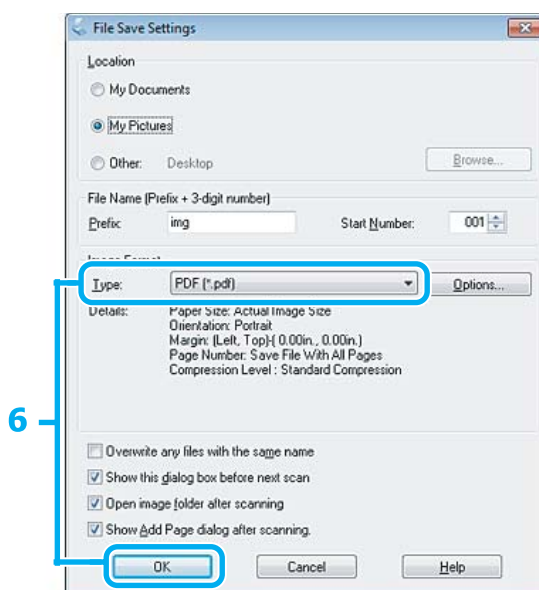 File Save Settings
Location
My Documents
My Pictures
Other: Desktop Browse...
File Name (Prefix + 3-digit number)
Prefix: img Start Number: 001
Image Format
Type: PDF (*.pdf) Options...
Details: Paper Size: Actual Image Size
Orientation: Portrait
Margin: (Left, Top)-( 0.00in., 0.00in.)
Page Number: Save File With All Pages
Compression Level : Standard Compression
6
Overwrite any files with the same name
Show this dialog box before next scan
Open image folder after scanning
Show Add Page dialog after scanning.
OK Cancel Help